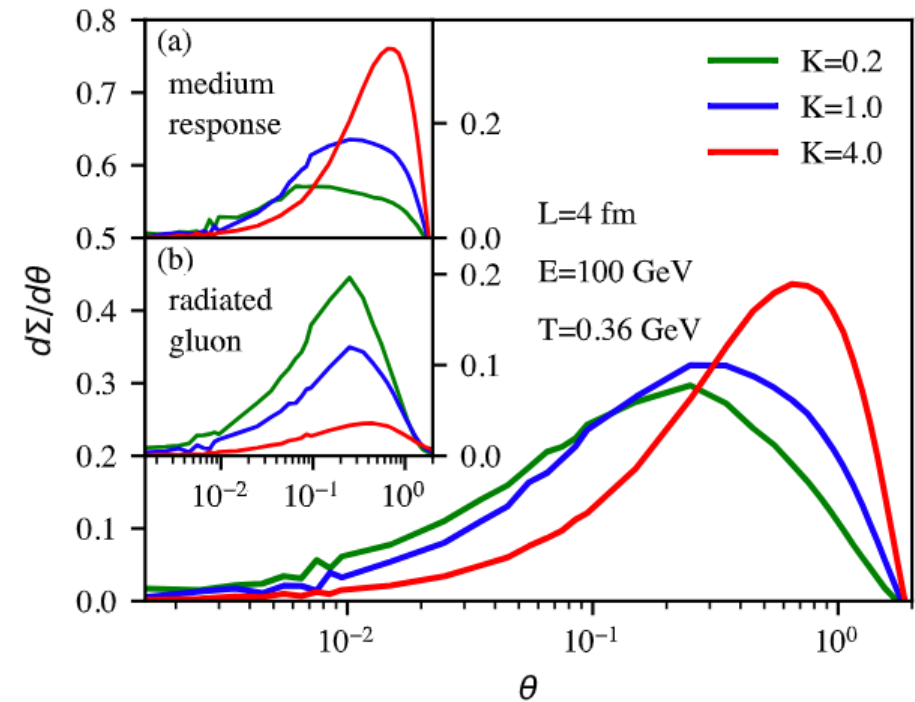 0.8
0.7
0.6
0.5
0.4
0.3
0.2
0.1
0.0
dΣ/dθ
(a)
medium
response
0.2
0.0
(b)
radiated
gluon
0.2
0.1
0.0
10⁻² 10⁻¹ 10⁰
K=0.2
K=1.0
K=4.0
L=4 fm
E=100 GeV
T=0.36 GeV
10⁻² 10⁻¹ 10⁰
θ